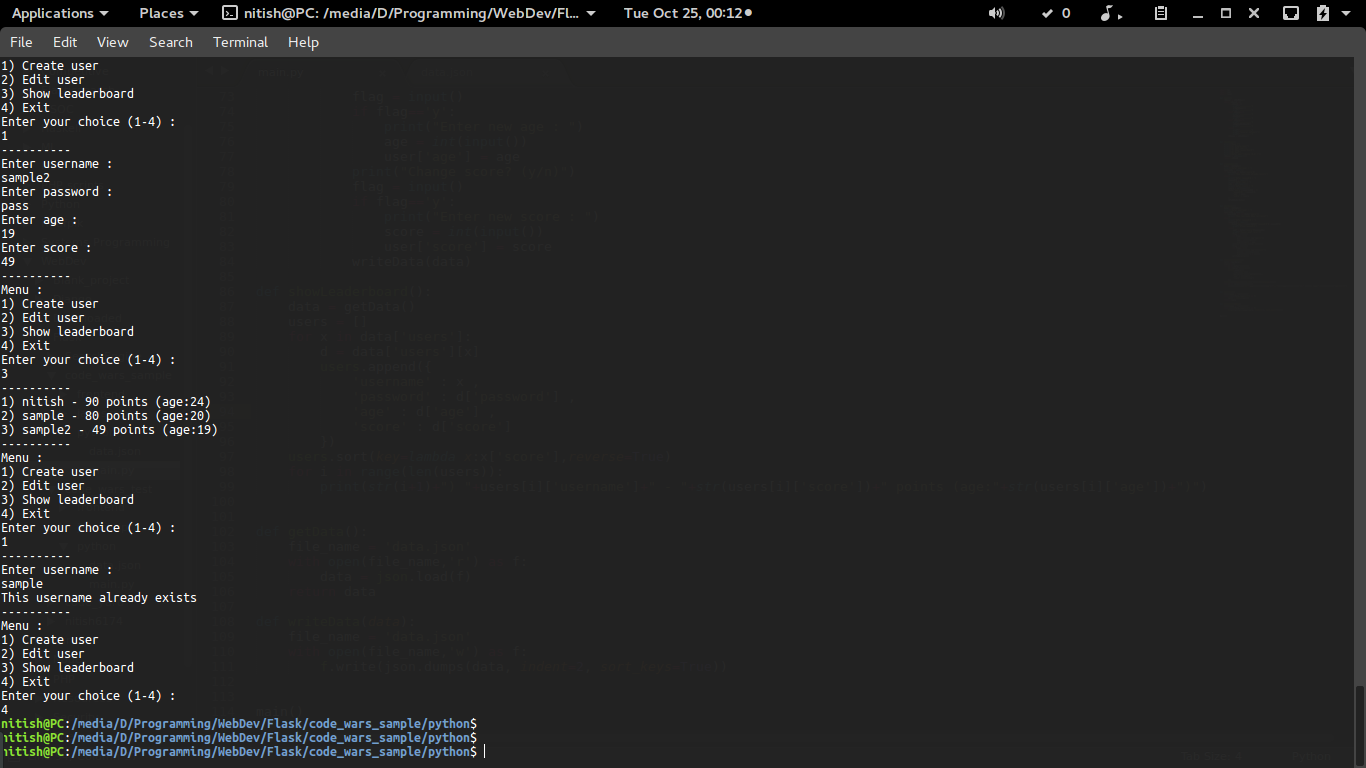 Applications Places nitish@PC: /media/D/Programming/WebDev/Fl... Tue Oct 25, 00:12 0
File Edit View Search Terminal Help
1) Create user
2) Edit user
3) Show leaderboard
4) Exit
Enter your choice (1-4) :
1
----------
Enter username :
sample2
Enter password :
pass
Enter age :
19
Enter score :
49
----------
Menu :
1) Create user
2) Edit user
3) Show leaderboard
4) Exit
Enter your choice (1-4) :
3
----------
1) nitish - 90 points (age:24)
2) sample - 80 points (age:20)
3) sample2 - 49 points (age:19)
----------
Menu :
1) Create user
2) Edit user
3) Show leaderboard
4) Exit
Enter your choice (1-4) :
1
----------
Enter username :
sample
This username already exists
----------
Menu :
1) Create user
2) Edit user
3) Show leaderboard
4) Exit
Enter your choice (1-4) :
4
nitish@PC:/media/D/Programming/WebDev/Flask/code_wars_sample/python$
nitish@PC:/media/D/Programming/WebDev/Flask/code_wars_sample/python$
nitish@PC:/media/D/Programming/WebDev/Flask/code_wars_sample/python$